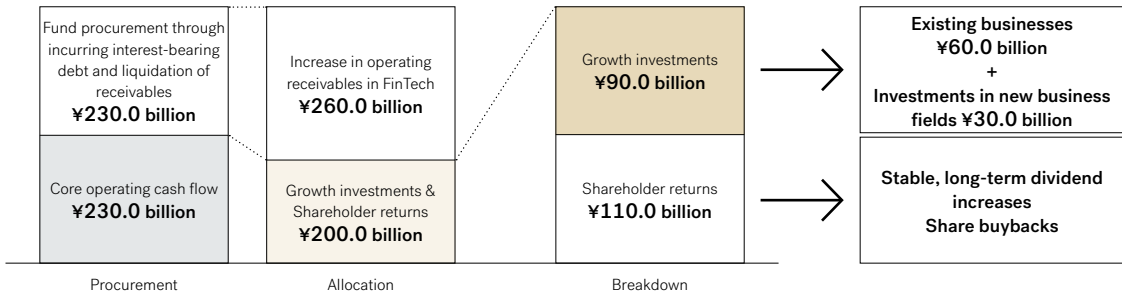 Fund procurement through
incurring interest-bearing
debt and liquidation of
receivables
¥230.0 billion
Core operating cash flow
¥230.0 billion
Procurement
Increase in operating
receivables in FinTech
¥260.0 billion
Growth investments &
Shareholder returns
¥200.0 billion
Allocation
Growth investments
¥90.0 billion
Shareholder returns
¥110.0 billion
Breakdown
Existing businesses
¥60.0 billion
+
Investments in new business
fields ¥30.0 billion
Stable, long-term dividend
increases
Share buybacks